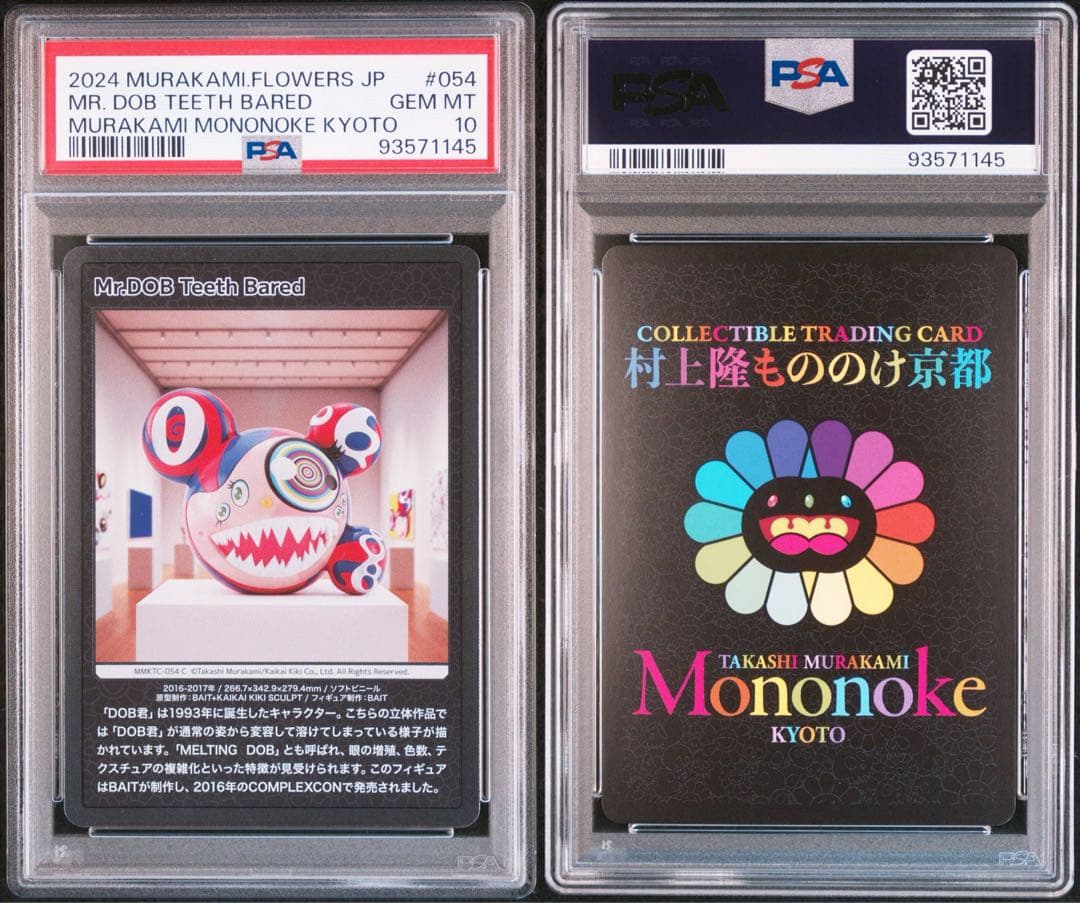 2024 MURAKAMI.FLOWERS JP #054
MR. DOB TEETH BARED GEM MT
MURAKAMI MONONOKE KYOTO 10
PSA 93571145
Mr.DOB Teeth Bared
MMKTC-054 C ©Takashi Murakami/Kaikai Kiki Co., Ltd. All Rights Reserved.
2016-2017年 / 266.7×342.9×279.4mm / ソフトビニール
原型制作：BAIT+KAIKAI KIKI SCULPT / フィギュア制作：BAIT
「DOB君」は1993年に誕生したキャラクター。こちらの立体作品で
は「DOB君」が通常の姿から変容して溶けてしまっている様子が描
かれています。「MELTING DOB」とも呼ばれ、眼の増殖、色数、テ
クスチュアの複雑化といった特徴が見受けられます。このフィギュア
はBAITが制作し、2016年のCOMPLEXCONで発売されました。
PSA
PSA
PSA
93571145
COLLECTIBLE TRADING CARD
村上隆もののけ京都
TAKASHI MURAKAMI
Mononoke
KYOTO
PSA